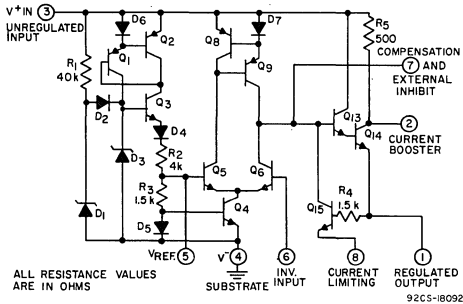 V+IN 3
UNREGULATED
INPUT
D6
D7
R5
500
Q1
Q2
Q8
Q9
COMPENSATION
7 AND
EXTERNAL
INHIBIT
R1
40k
D2
Q3
Q13
Q14
2
CURRENT
BOOSTER
D4
D3
R2
4k
Q5
Q6
R3
1.5k
Q4
Q15
R4
1.5k
D1
D5
VREF. 5
V- 4
6
8
1
ALL RESISTANCE VALUES
ARE IN OHMS
SUBSTRATE
INV.
INPUT
CURRENT
LIMITING
REGULATED
OUTPUT
92CS-18092